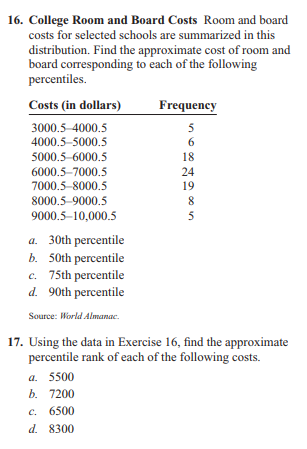 16. College Room and Board Costs Room and board
costs for selected schools are summarized in this
distribution. Find the approximate cost of room and
board corresponding to each of the following
percentiles.
Costs (in dollars) Frequency
3000.5–4000.5 5
4000.5–5000.5 6
5000.5–6000.5 18
6000.5–7000.5 24
7000.5–8000.5 19
8000.5–9000.5 8
9000.5–10,000.5 5
a. 30th percentile
b. 50th percentile
c. 75th percentile
d. 90th percentile
Source: World Almanac.
17. Using the data in Exercise 16, find the approximate
percentile rank of each of the following costs.
a. 5500
b. 7200
c. 6500
d. 8300